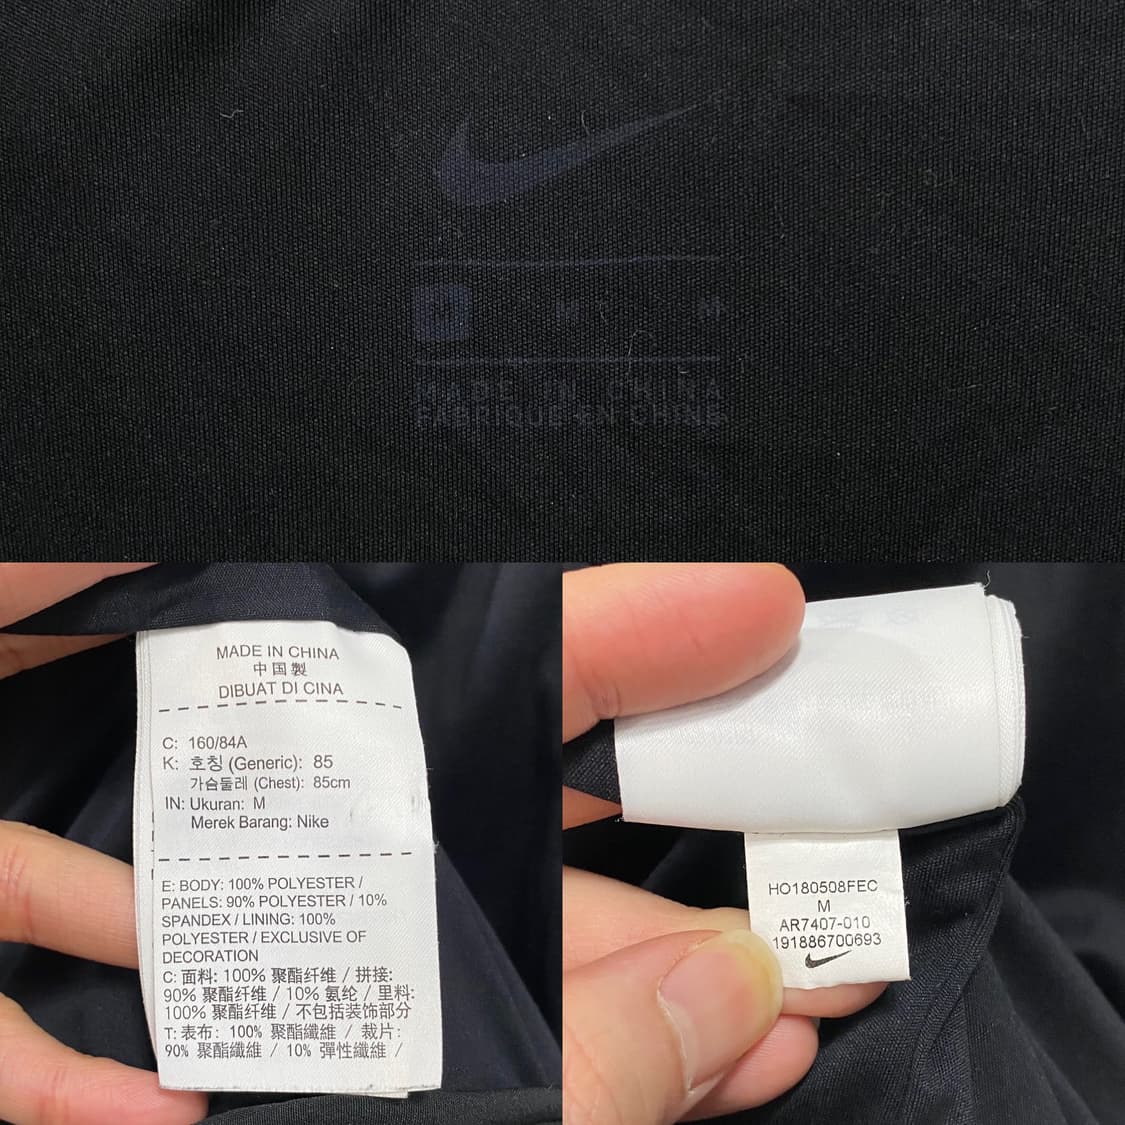 M M M
MADE IN CHINA
FABRIQUE EN CHINE
MADE IN CHINA
中国製
DIBUAT DI CINA
C: 160/84A
K: 호칭 (Generic): 85
가슴둘레 (Chest): 85cm
IN: Ukuran: M
Merek Barang: Nike
E: BODY: 100% POLYESTER /
PANELS: 90% POLYESTER / 10%
SPANDEX / LINING: 100%
POLYESTER / EXCLUSIVE OF
DECORATION
C: 面料: 100% 聚酯纤维 / 拼接:
90% 聚酯纤维 / 10% 氨纶 / 里料:
100% 聚酯纤维 / 不包括装饰部分
T: 表布: 100% 聚酯纖維 / 裁片:
90% 聚酯纖維 / 10% 彈性纖維 /
HO180508FEC
M
AR7407-010
191886700693